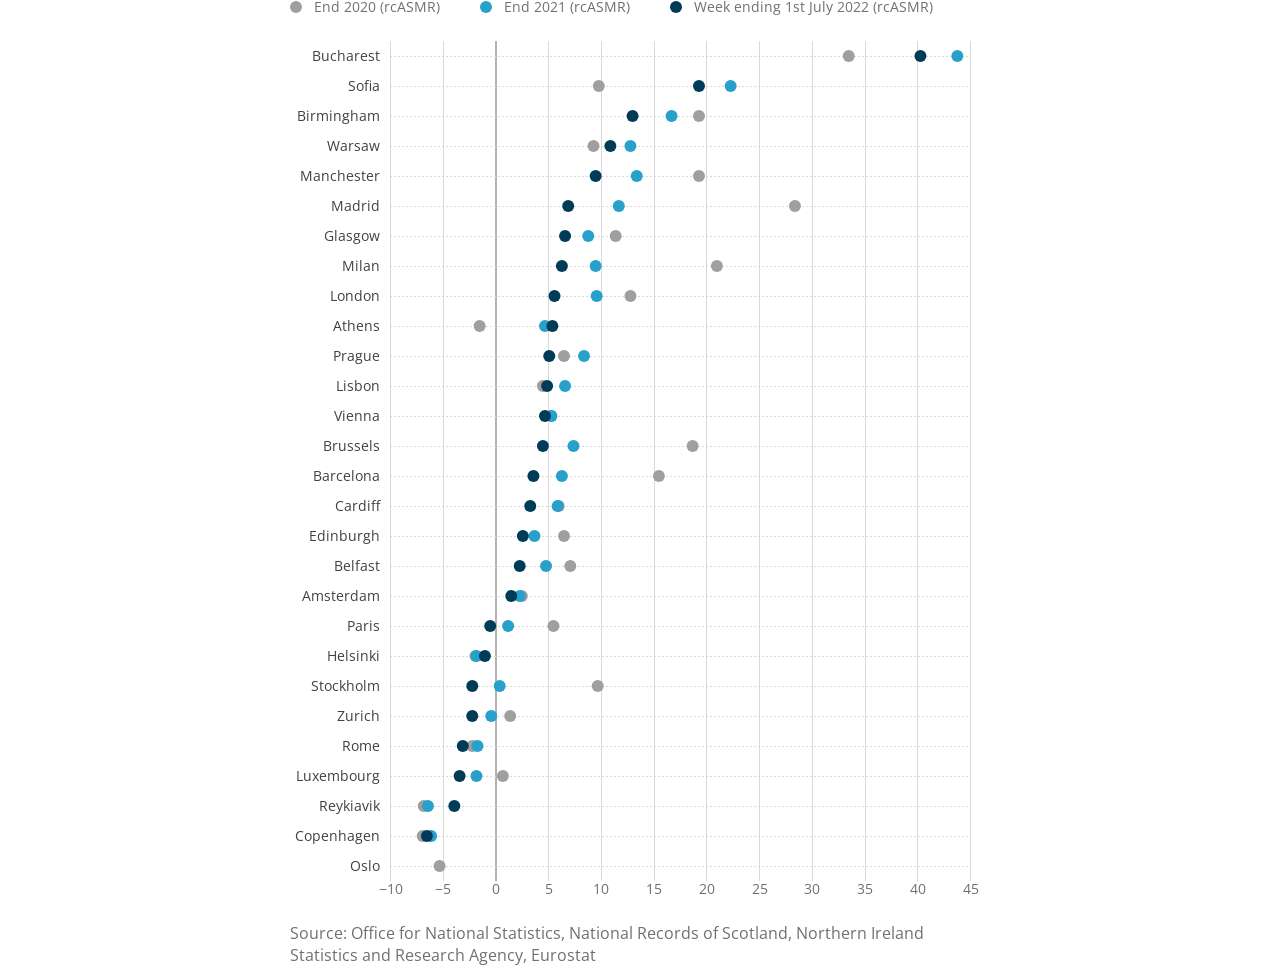 End 2020 (rcASMR) End 2021 (rcASMR) Week ending 1st July 2022 (rcASMR)
Bucharest
Sofia
Birmingham
Warsaw
Manchester
Madrid
Glasgow
Milan
London
Athens
Prague
Lisbon
Vienna
Brussels
Barcelona
Cardiff
Edinburgh
Belfast
Amsterdam
Paris
Helsinki
Stockholm
Zurich
Rome
Luxembourg
Reykiavik
Copenhagen
Oslo
−10 −5 0 5 10 15 20 25 30 35 40 45
Source: Office for National Statistics, National Records of Scotland, Northern Ireland
Statistics and Research Agency, Eurostat